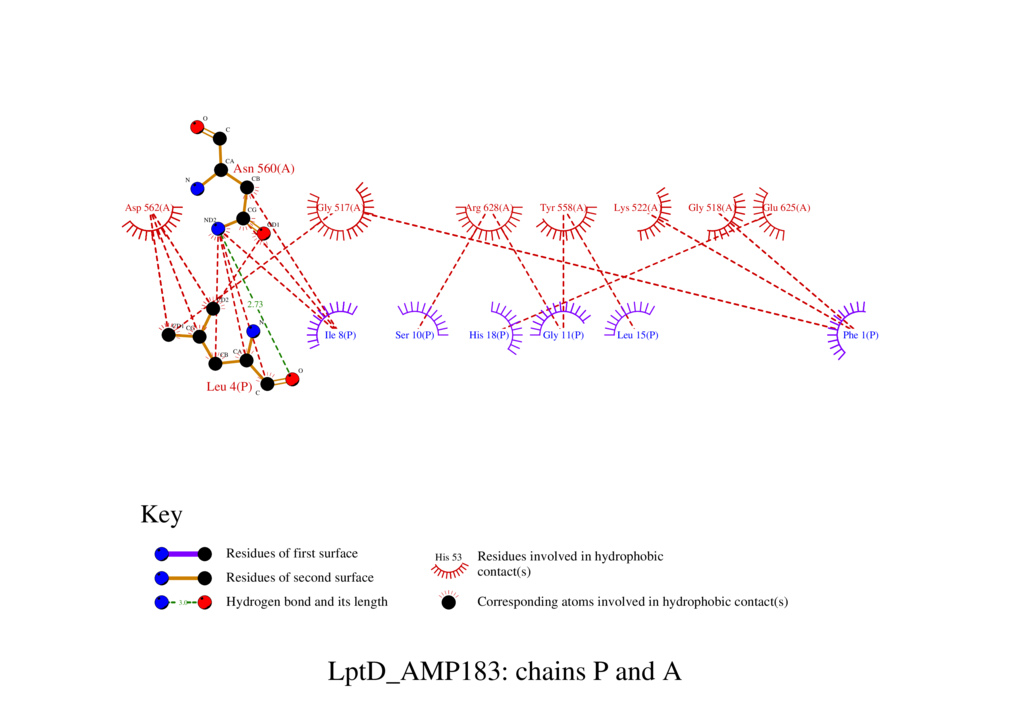 O
C
CA
Asn 560(A)
N
CB
Asp 562(A)
Gly 517(A)
Arg 628(A)
Tyr 558(A)
Lys 522(A)
Gly 518(A)
Glu 625(A)
CG
ND2
OD1
CD2
2.73
N
CD1
CG
Ile 8(P)
Ser 10(P)
His 18(P)
Gly 11(P)
Leu 15(P)
Phe 1(P)
CB
CA
O
Leu 4(P)
C
Key
Residues of first surface
Residues of second surface
3.0
Hydrogen bond and its length
His 53
Residues involved in hydrophobic
contact(s)
Corresponding atoms involved in hydrophobic contact(s)
LptD_AMP183: chains P and A